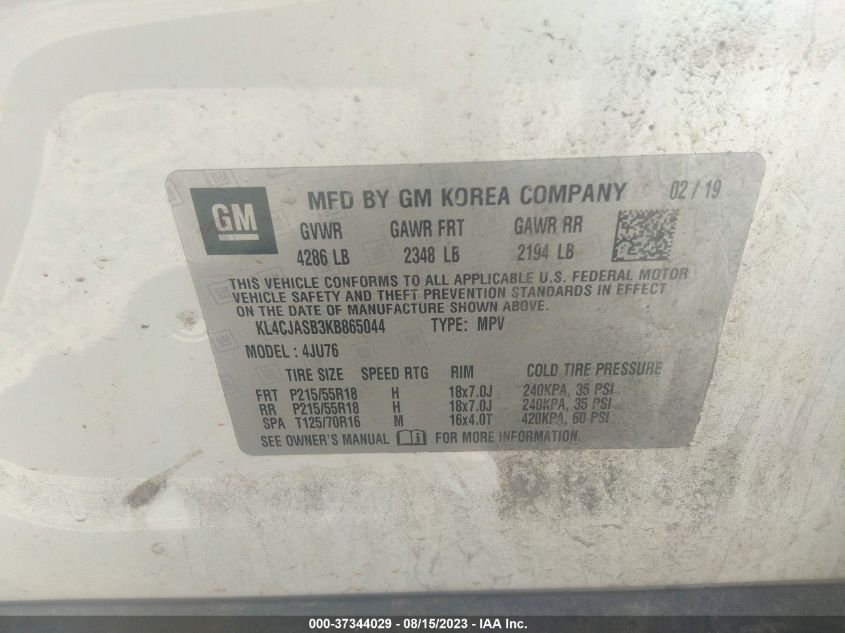 GM MFD BY GM KOREA COMPANY 02/19
GVWR GAWR FRT GAWR RR
4286 LB 2348 LB 2194 LB
THIS VEHICLE CONFORMS TO ALL APPLICABLE U.S. FEDERAL MOTOR
VEHICLE SAFETY AND THEFT PREVENTION STANDARDS IN EFFECT
ON THE DATE OF MANUFACTURE SHOWN ABOVE.
KL4CJASB3KB865044 TYPE: MPV
MODEL: 4JU76
TIRE SIZE SPEED RTG RIM COLD TIRE PRESSURE
FRT P215/55R18 H 18x7.0J 240KPA, 35 PSI
RR P215/55R18 H 18x7.0J 240KPA, 35 PSI
SPA T125/70R16 M 16x4.0T 420KPA, 60 PSI
SEE OWNER'S MANUAL FOR MORE INFORMATION.
000-37344029 - 08/15/2023 - IAA Inc.